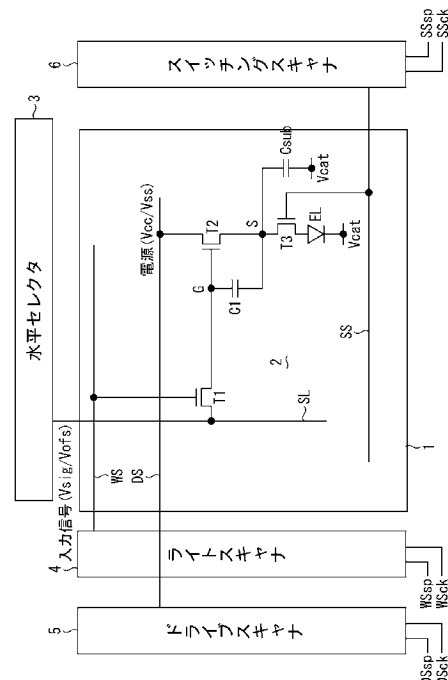 水平セレクタ
3
入力信号(Vsig/Vofs)
4
ライトスキャナ
WSsp
WSck
5
ドライブスキャナ
DSsp
DSck
WS
DS
電源(Vcc/Vss)
T1
SL
G
T2
C1
S
2
Csub
Vcat
T3
EL
Vcat
SS
1
6
スイッチングスキャナ
SSsp
SSck